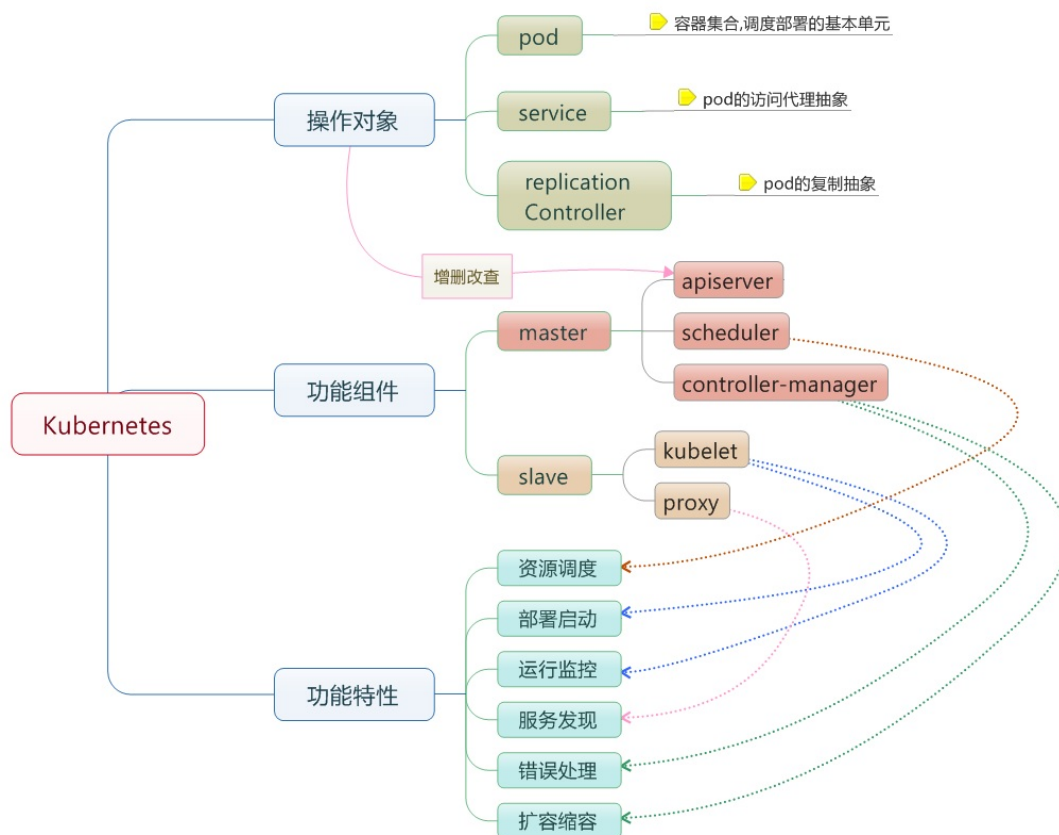 pod
容器集合,调度部署的基本单元
操作对象
service
pod的访问代理抽象
replication
Controller
pod的复制抽象
增删改查
apiserver
master
scheduler
功能组件
controller-manager
Kubernetes
slave
kubelet
proxy
资源调度
部署启动
运行监控
功能特性
服务发现
错误处理
扩容缩容